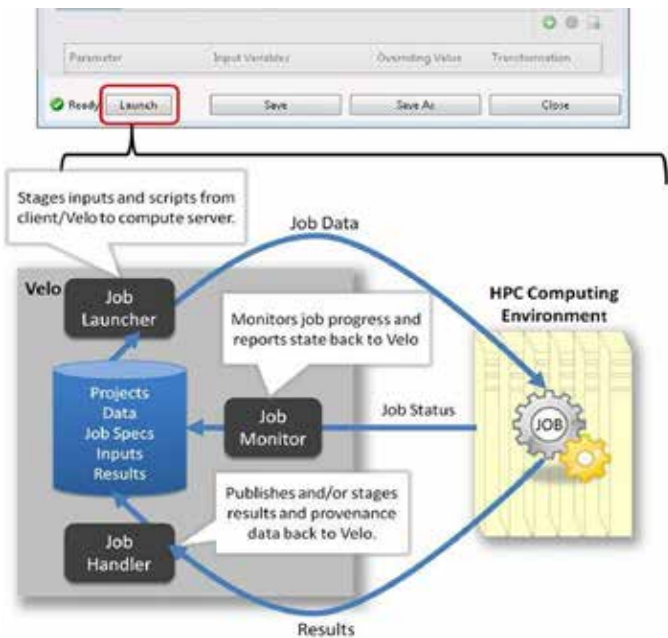 Parameter Input Variables Overriding Value Transformation
Ready Launch Save Save As Close
Stages inputs and scripts from
client/Velo to compute server.
Job Data
Velo
Job
Launcher
HPC Computing
Environment
Monitors job progress and
reports state back to Velo
Projects
Data
Job Specs
Inputs
Results
Job
Monitor
Job Status
JOB
Publishes and/or stages
results and provenance
data back to Velo.
Job
Handler
Results